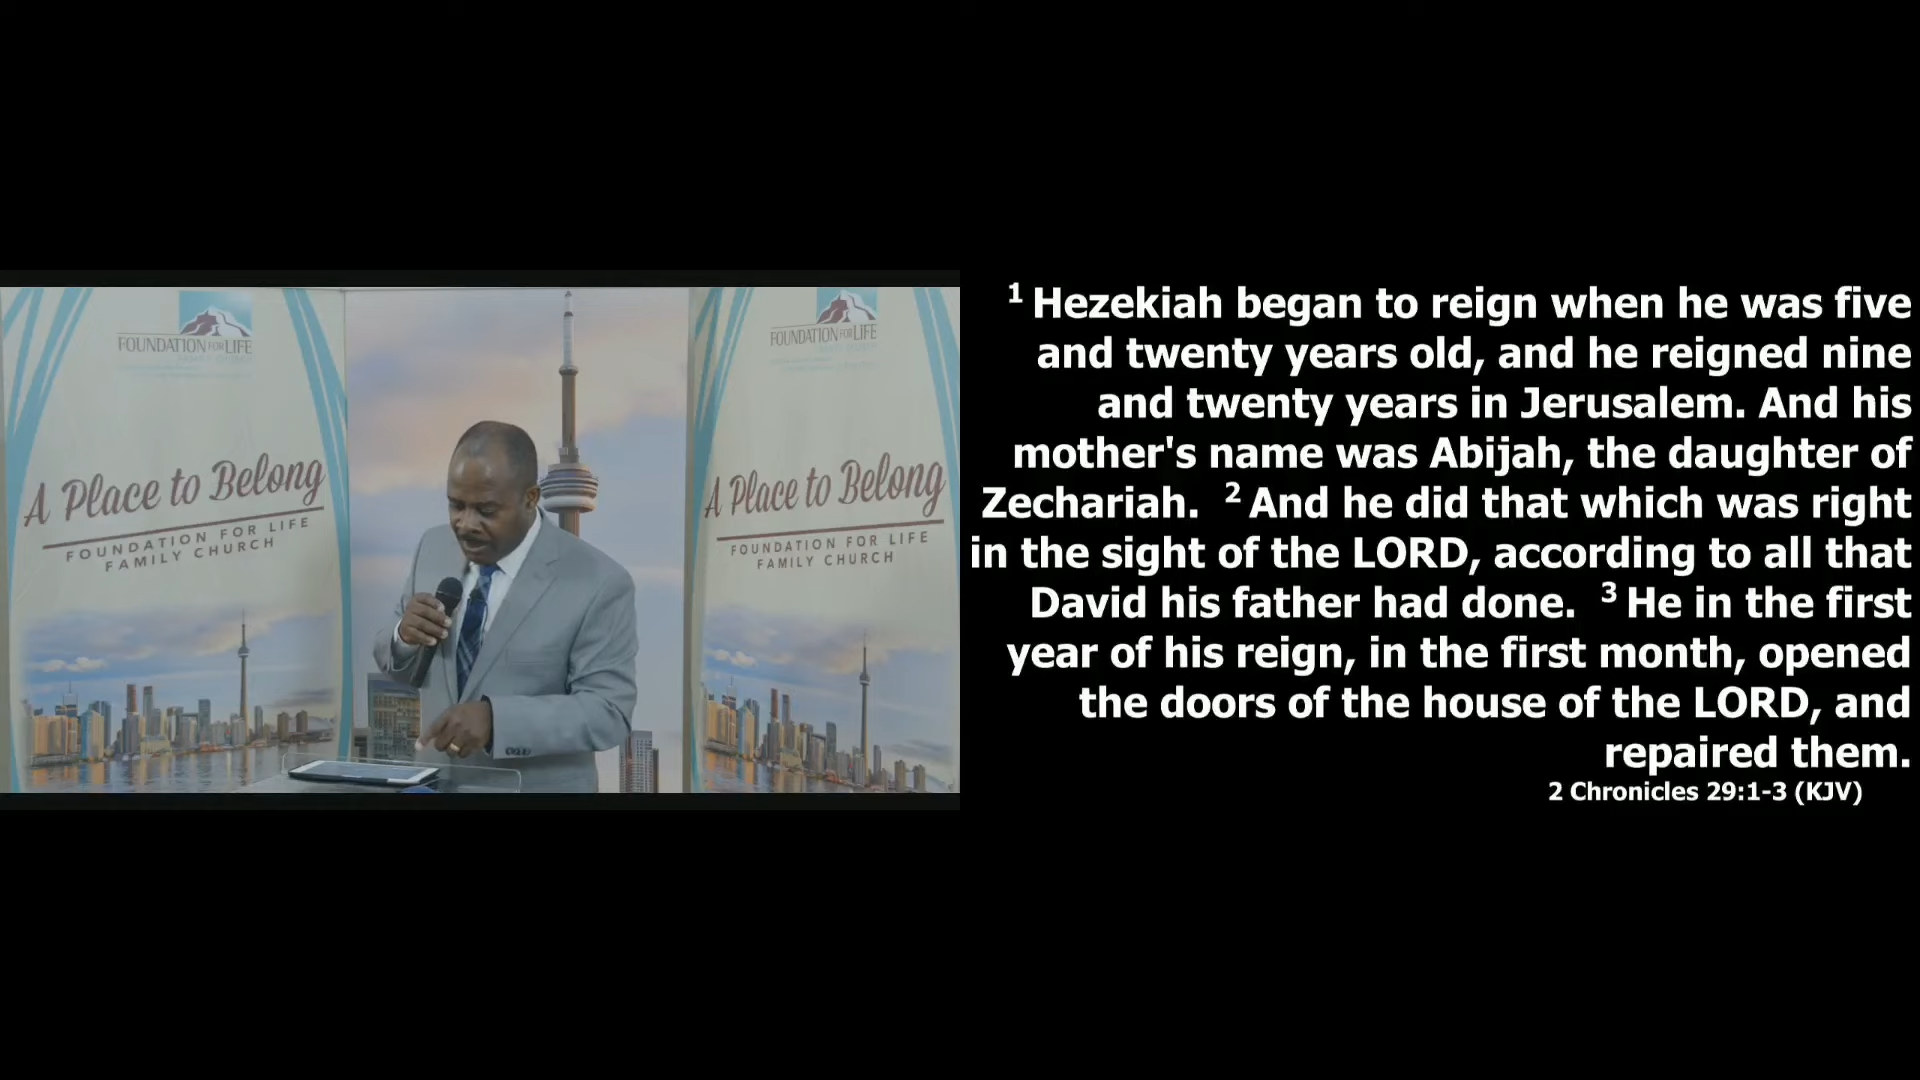 FOUNDATION FOR LIFE
A Place to Belong
FOUNDATION FOR LIFE
FAMILY CHURCH
FOUNDATION FOR LIFE
A Place to Belong
FOUNDATION FOR LIFE
FAMILY CHURCH
1 Hezekiah began to reign when he was five
and twenty years old, and he reigned nine
and twenty years in Jerusalem. And his
mother's name was Abijah, the daughter of
Zechariah. 2 And he did that which was right
in the sight of the LORD, according to all that
David his father had done. 3 He in the first
year of his reign, in the first month, opened
the doors of the house of the LORD, and
repaired them.
2 Chronicles 29:1-3 (KJV)